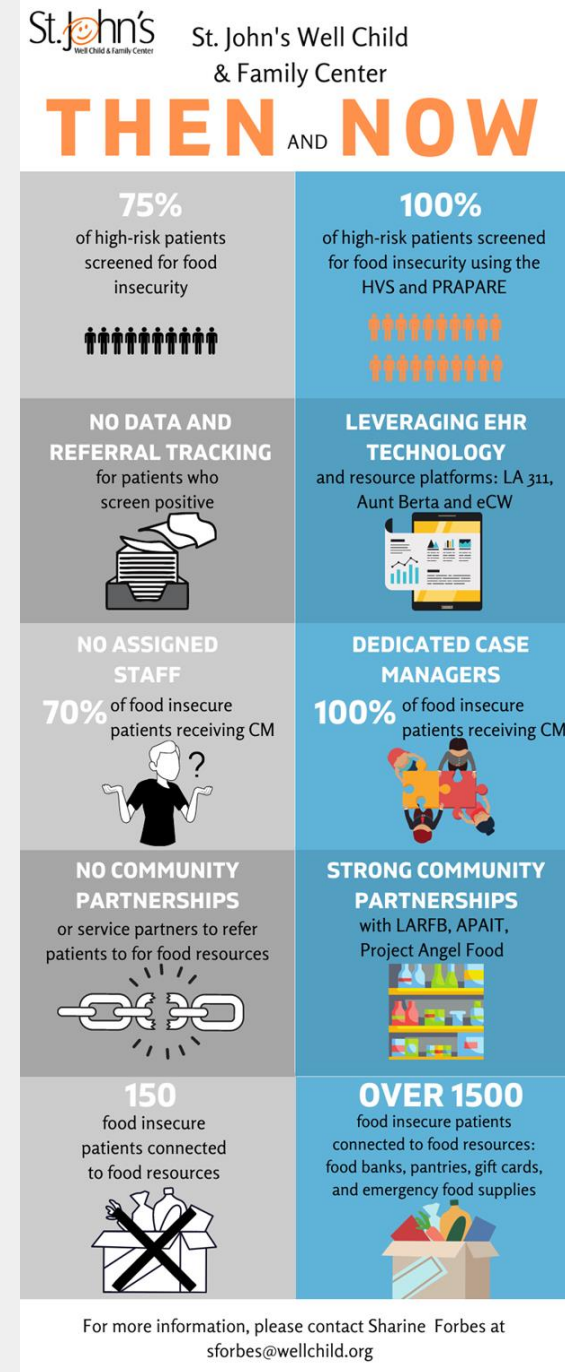 St. John's
Well Child & Family Center
St. John's Well Child
& Family Center
THEN AND NOW
75%
of high-risk patients
screened for food
insecurity
100%
of high-risk patients screened
for food insecurity using the
HVS and PRAPARE
NO DATA AND
REFERRAL TRACKING
for patients who
screen positive
LEVERAGING EHR
TECHNOLOGY
and resource platforms: LA 311,
Aunt Berta and eCW
NO ASSIGNED
STAFF
70% of food insecure
patients receiving CM
?
DEDICATED CASE
MANAGERS
100% of food insecure
patients receiving CM
NO COMMUNITY
PARTNERSHIPS
or service partners to refer
patients to for food resources
STRONG COMMUNITY
PARTNERSHIPS
with LARFB, APAIT,
Project Angel Food
150
food insecure
patients connected
to food resources
OVER 1500
food insecure patients
connected to food resources:
food banks, pantries, gift cards,
and emergency food supplies
For more information, please contact Sharine Forbes at
sforbes@wellchild.org